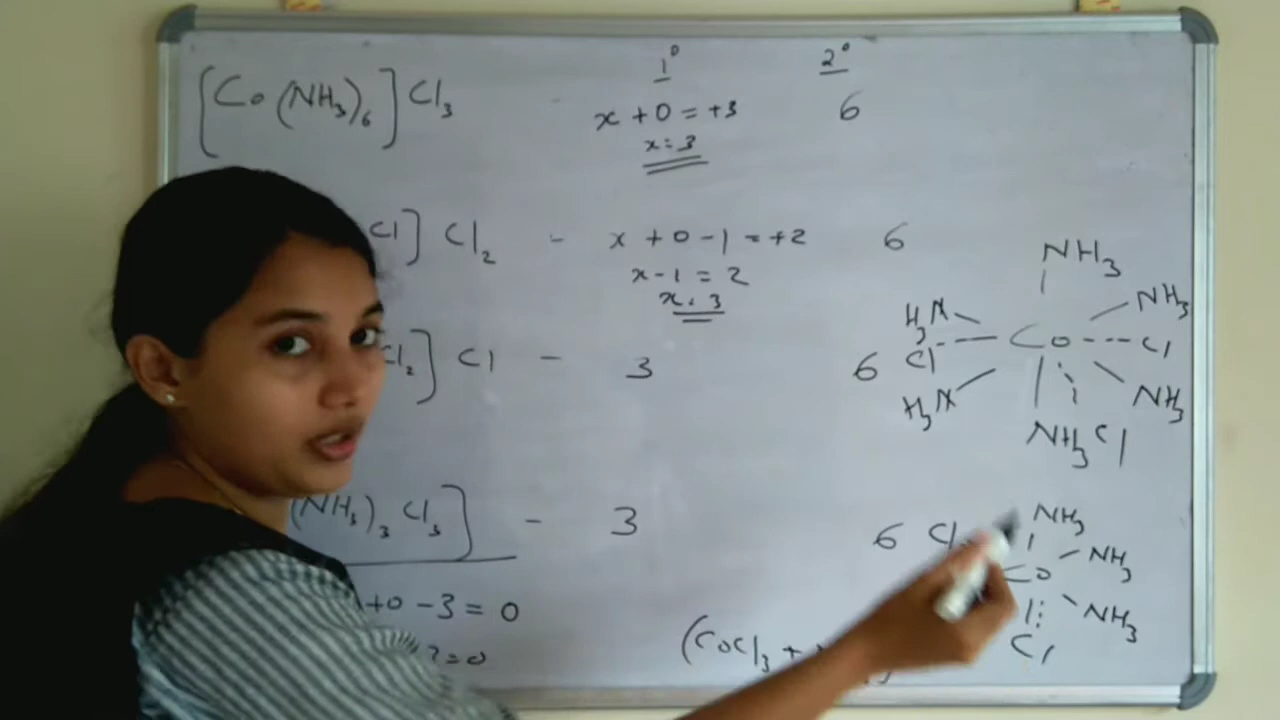 1° 2°
[Co(NH₃)₆]Cl₃ x + 0 = +3 6
x = 3
Cl] Cl₂ - x + 0 - 1 = +2 6
x - 1 = 2
x = 3
Cl₂] Cl - 3 6
NH₃
H₃N NH₃
Cl Co Cl
H₃N NH₃
NH₃ Cl
(NH₃)₃ Cl₃] - 3 6
NH₃
Cl NH₃
Co
NH₃
Cl
+0 - 3 = 0
= 0
(CoCl₃ +